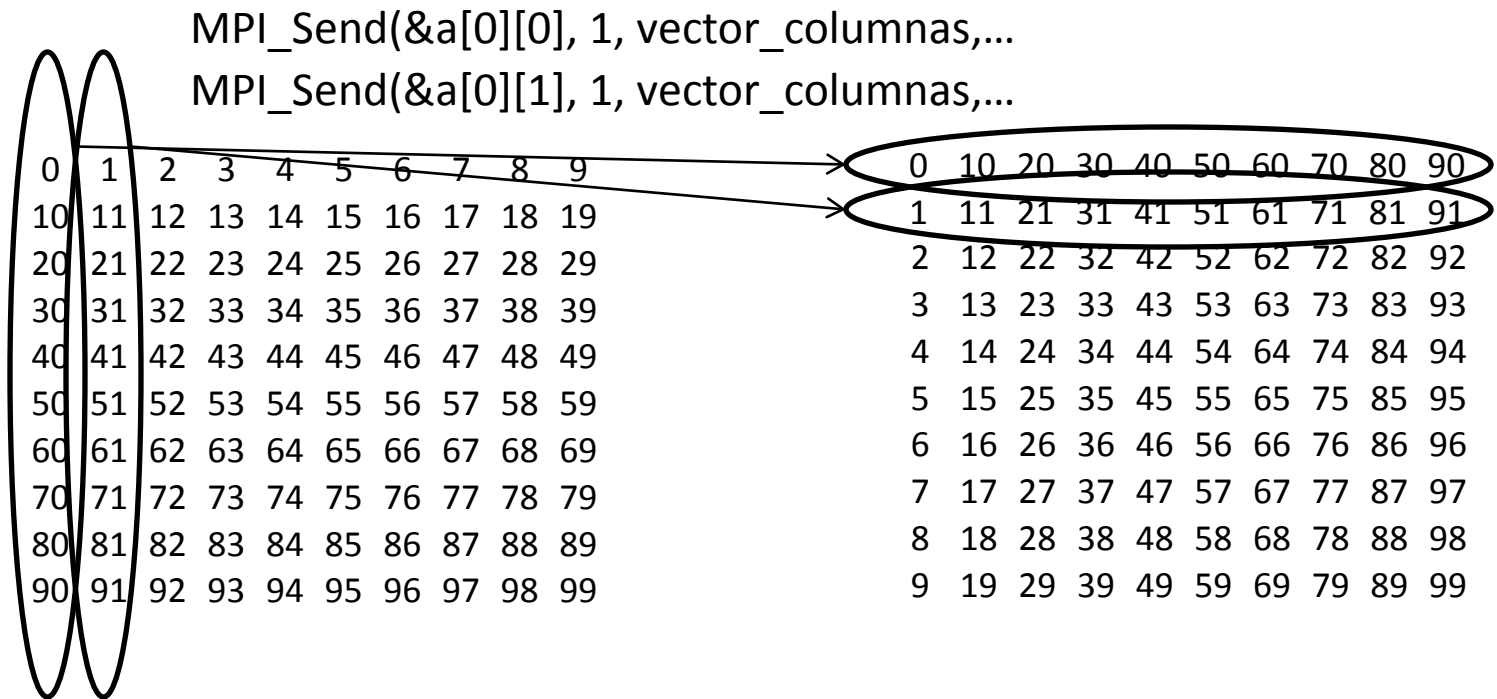 MPI_Send(&a[0][0], 1, vector_columnas,…
MPI_Send(&a[0][1], 1, vector_columnas,…
0 1 2 3 4 5 6 7 8 9
10 11 12 13 14 15 16 17 18 19
20 21 22 23 24 25 26 27 28 29
30 31 32 33 34 35 36 37 38 39
40 41 42 43 44 45 46 47 48 49
50 51 52 53 54 55 56 57 58 59
60 61 62 63 64 65 66 67 68 69
70 71 72 73 74 75 76 77 78 79
80 81 82 83 84 85 86 87 88 89
90 91 92 93 94 95 96 97 98 99
0 10 20 30 40 50 60 70 80 90
1 11 21 31 41 51 61 71 81 91
2 12 22 32 42 52 62 72 82 92
3 13 23 33 43 53 63 73 83 93
4 14 24 34 44 54 64 74 84 94
5 15 25 35 45 55 65 75 85 95
6 16 26 36 46 56 66 76 86 96
7 17 27 37 47 57 67 77 87 97
8 18 28 38 48 58 68 78 88 98
9 19 29 39 49 59 69 79 89 99